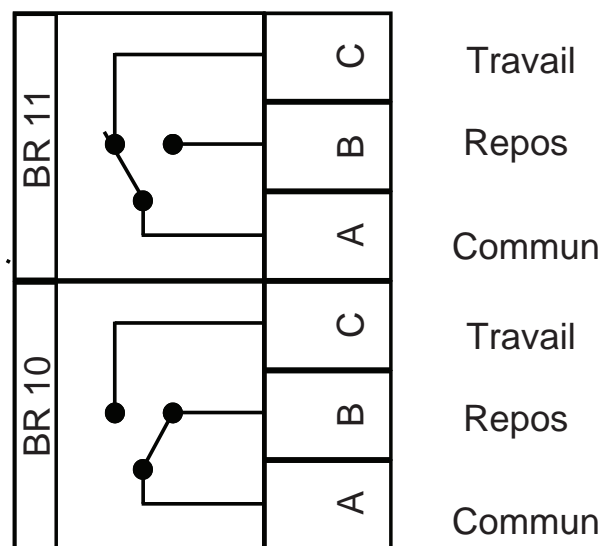 BR 11
C
Travail
B
Repos
A
Commun
BR 10
C
Travail
B
Repos
A
Commun